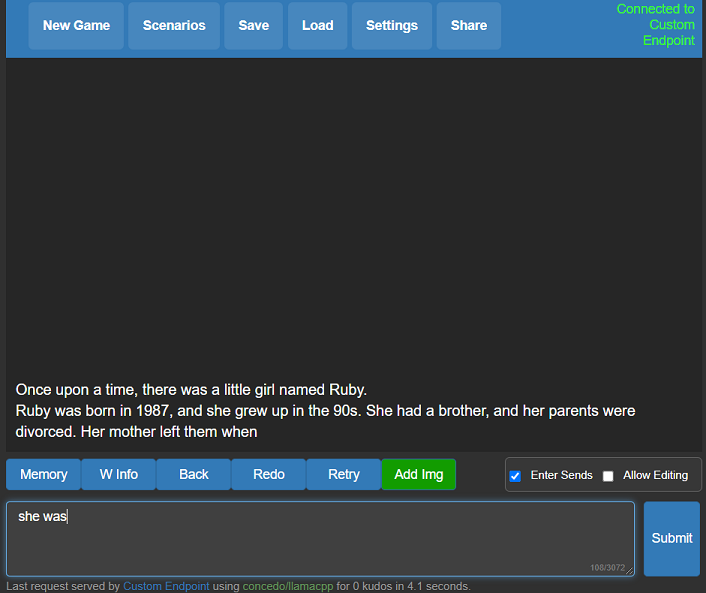 New Game Scenarios Save Load Settings Share
Connected to
Custom
Endpoint
Once upon a time, there was a little girl named Ruby.
Ruby was born in 1987, and she grew up in the 90s. She had a brother, and her parents were
divorced. Her mother left them when
Memory W Info Back Redo Retry Add Img Enter Sends Allow Editing
she was
Submit
108/3072
Last request served by Custom Endpoint using concedo/llamacpp for 0 kudos in 4.1 seconds.